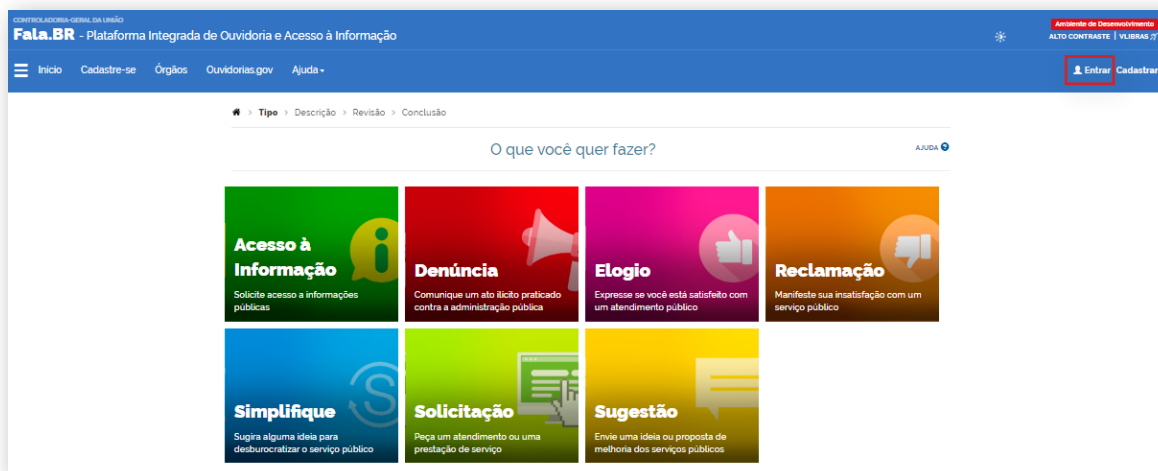 CONTROLADORIA-GERAL DA UNIÃO
Fala.BR - Plataforma Integrada de Ouvidoria e Acesso à Informação
Ambiente de Desenvolvimento
ALTO CONTRASTE | VLIBRAS
Início Cadastre-se Órgãos Ouvidorias.gov Ajuda
Entrar Cadastrar
> Tipo > Descrição > Revisão > Conclusão
O que você quer fazer?
AJUDA
Acesso à
Informação
Solicite acesso a informações
públicas
Denúncia
Comunique um ato ilícito praticado
contra a administração pública
Elogio
Expresse se você está satisfeito com
um atendimento público
Reclamação
Manifeste sua insatisfação com um
serviço público
Simplifique
Sugira alguma ideia para
desburocratizar o serviço público
Solicitação
Peça um atendimento ou uma
prestação de serviço
Sugestão
Envie uma ideia ou proposta de
melhoria dos serviços públicos